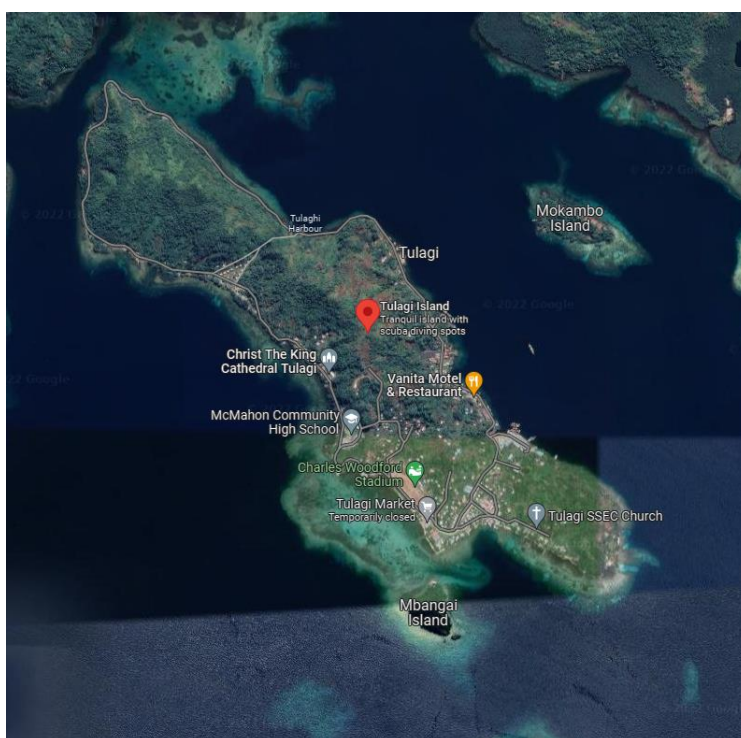 Mokambo
Island
Tulaghi
Harbour
Tulagi
© 2022 Google
Tulagi Island
Tranquil island with
scuba diving spots
Christ The King
Cathedral Tulagi
Vanita Motel
& Restaurant
McMahon Community
High School
Charles Woodford
Stadium
Tulagi Market
Temporarily closed
Tulagi SSEC Church
Mbangai
Island